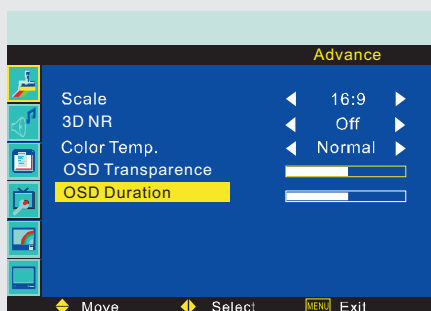 Advance
Scale 16:9
3D NR Off
Color Temp. Normal
OSD Transparence
OSD Duration
Move Select MENU Exit